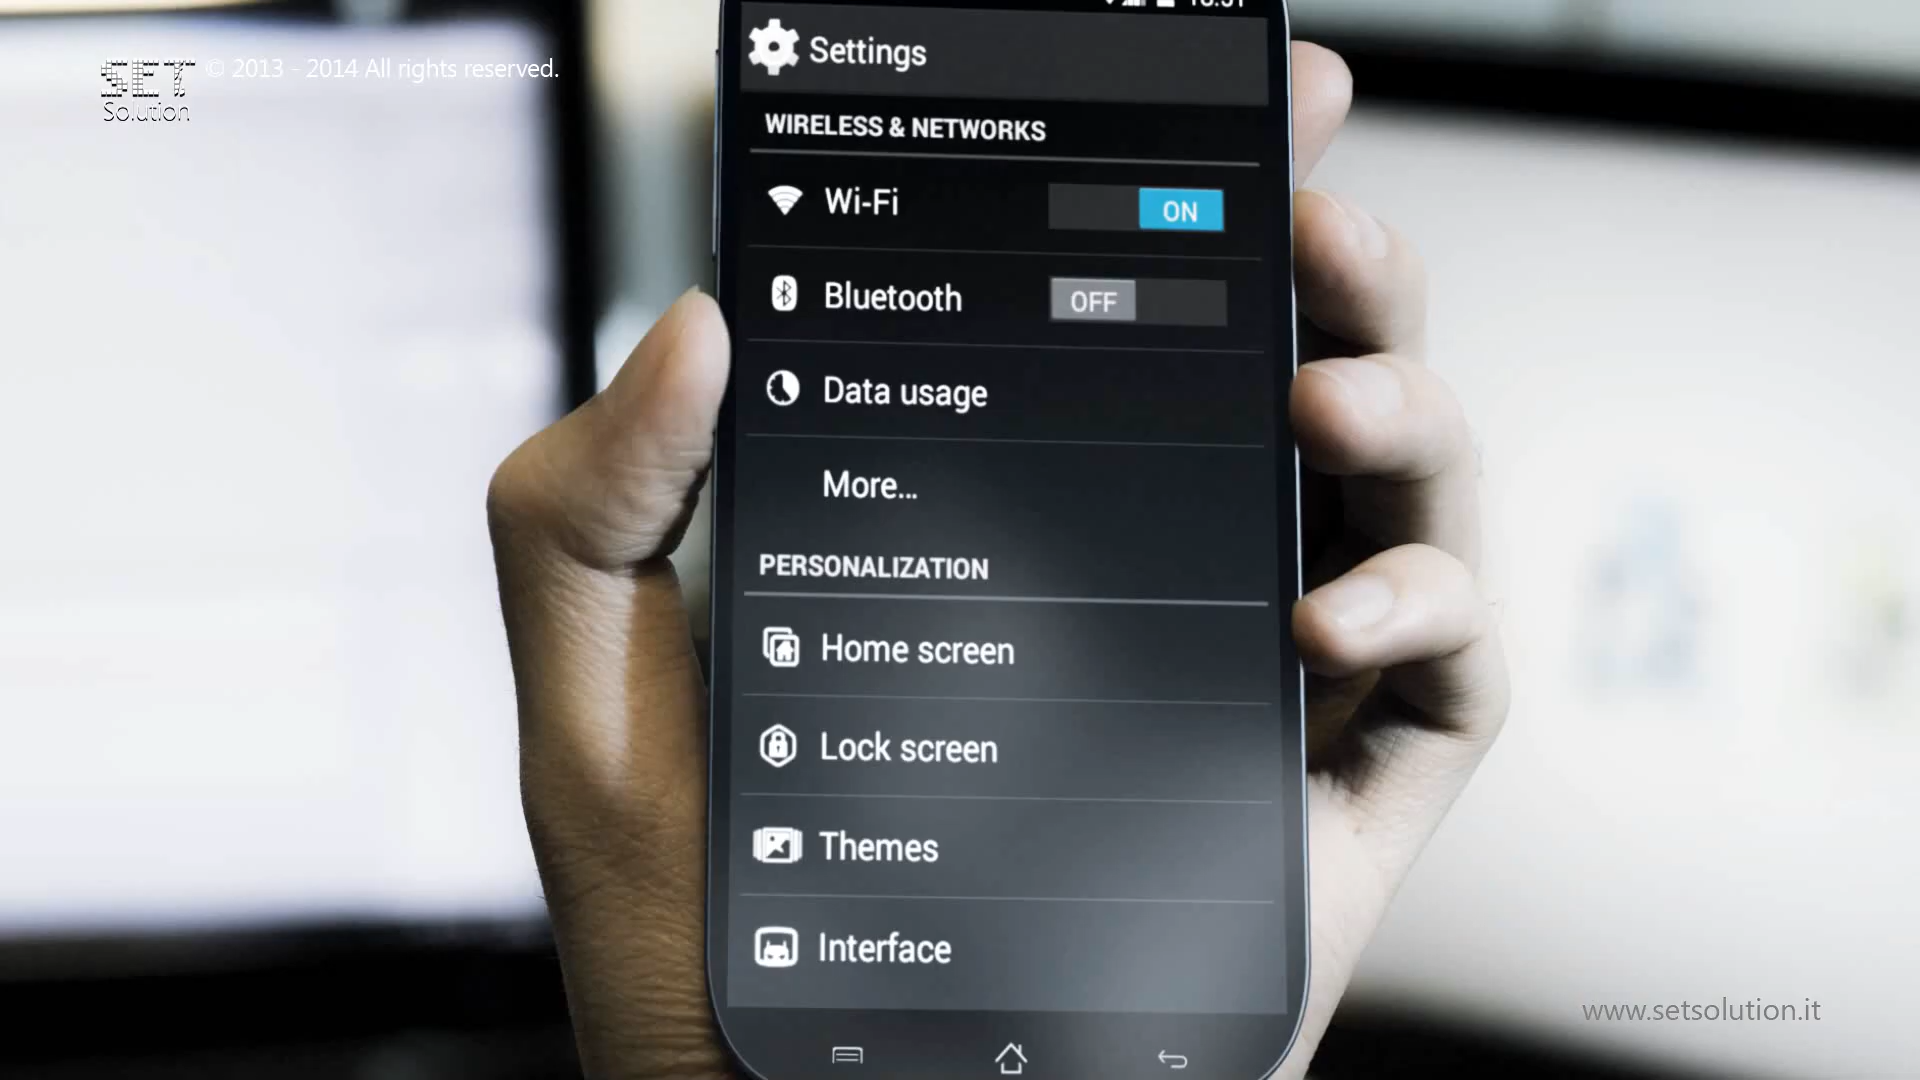 SET
Solution
© 2013 - 2014 All rights reserved.
Settings
WIRELESS & NETWORKS
Wi-Fi
ON
Bluetooth
OFF
Data usage
More...
PERSONALIZATION
Home screen
Lock screen
Themes
Interface
www.setsolution.it